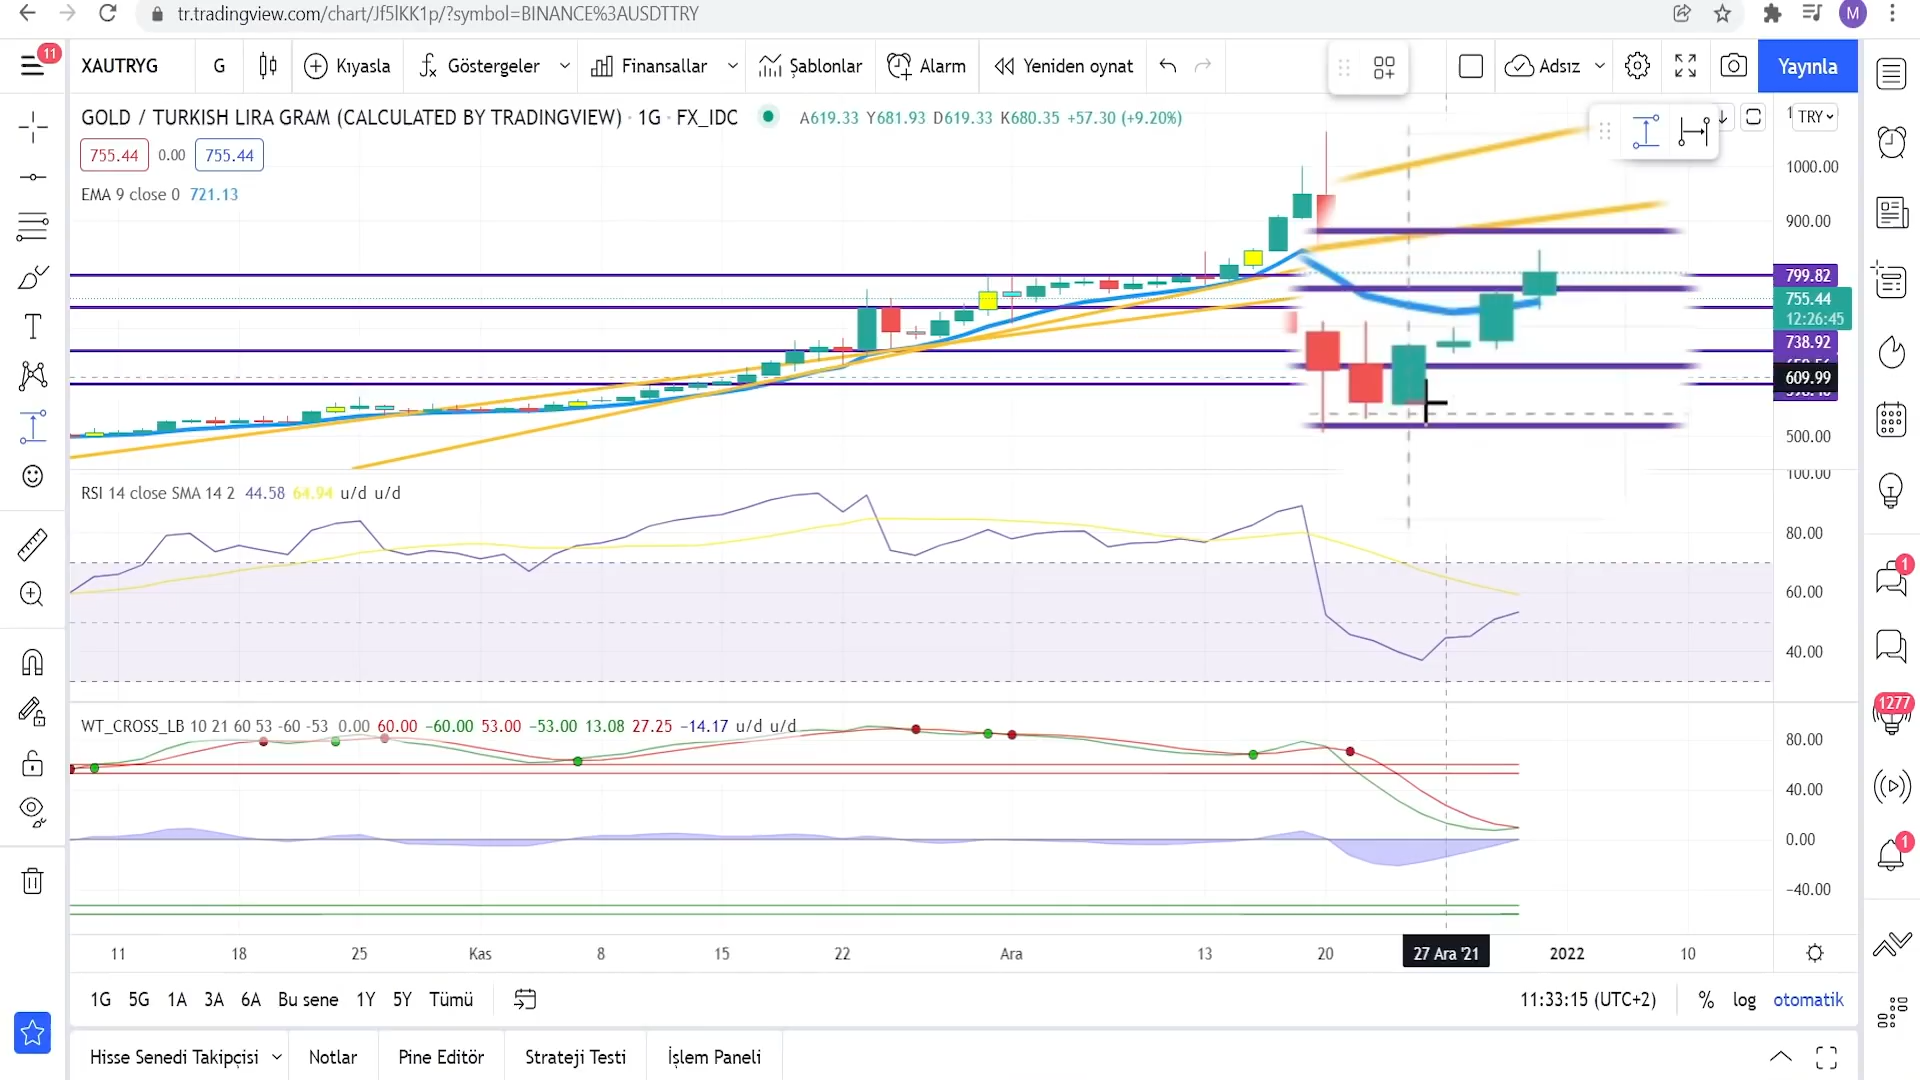 tr.tradingview.com/chart/Jf5lKK1p/?symbol=BINANCE%3AUSDTTRY
M
11
XAUTRYG G Kıyasla Göstergeler Finansallar Şablonlar Alarm Yeniden oynat Adsız Yayınla
GOLD / TURKISH LIRA GRAM (CALCULATED BY TRADINGVIEW) · 1G · FX_IDC A619.33 Y681.93 D619.33 K680.35 +57.30 (+9.20%)
TRY
755.44 0.00 755.44
1000.00
EMA 9 close 0 721.13
900.00
799.82
755.44
12:26:45
738.92
609.99
500.00
100.00
RSI 14 close SMA 14 2 44.58 64.94 u/d u/d
80.00
60.00
40.00
1
1277
1
WT_CROSS_LB 10 21 60 53 -60 -53 0.00 60.00 −60.00 53.00 −53.00 13.08 27.25 −14.17 u/d u/d
80.00
40.00
0.00
−40.00
11 18 25 Kas 8 15 22 Ara 13 20 27 Ara '21 2022 10
1G 5G 1A 3A 6A Bu sene 1Y 5Y Tümü 11:33:15 (UTC+2) % log otomatik
Hisse Senedi Takipçisi Notlar Pine Editörü Strateji Testi İşlem Paneli